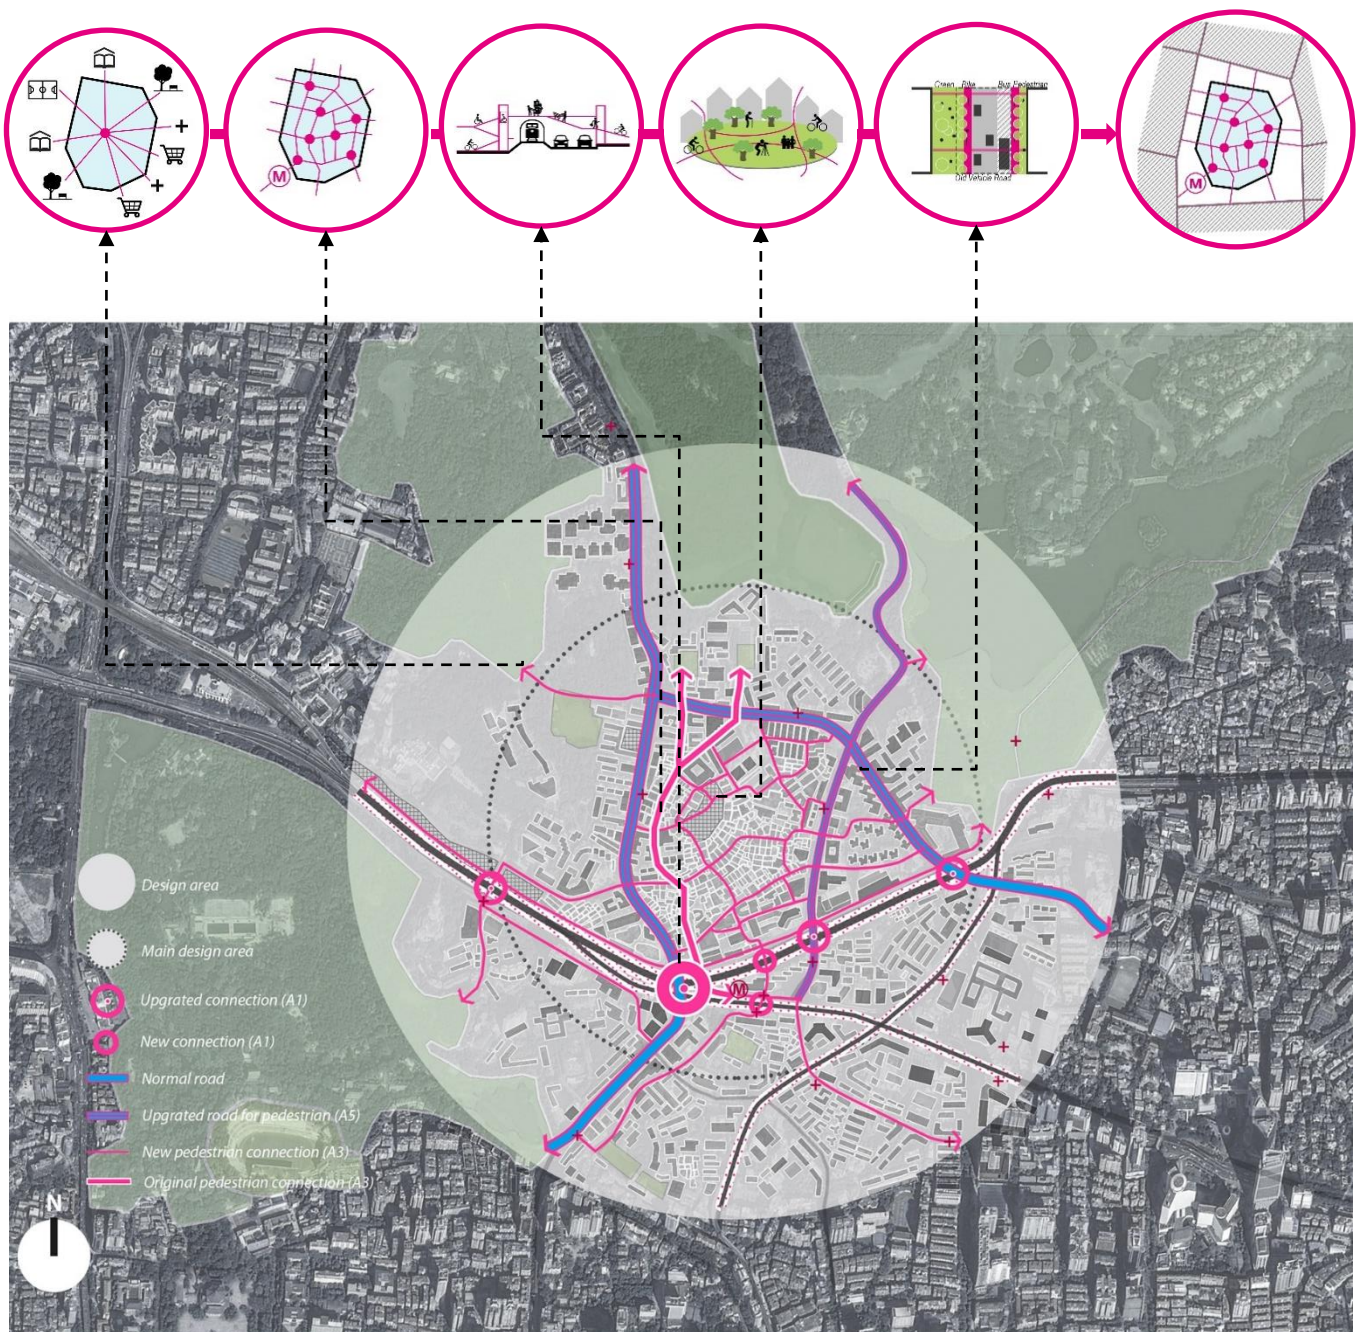 M
Green Bike Bus Pedestrian
Old Vehicle Road
M
Design area
Main design area
Upgrated connection (A1)
New connection (A1)
Normal road
Upgrated road for pedestrian (A5)
New pedestrian connection (A3)
Original pedestrian connection (A3)
M
N